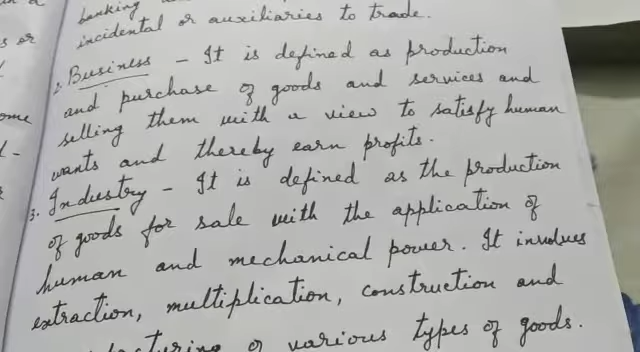 banking
incidental or auxiliaries to trade.
2. Business - It is defined as production
and purchase of goods and services and
selling them with a view to satisfy human
wants and thereby earn profits.
3. Industry - It is defined as the production
of goods for sale with the application of
human and mechanical power. It involves
extraction, multiplication, construction and
of various types of goods.